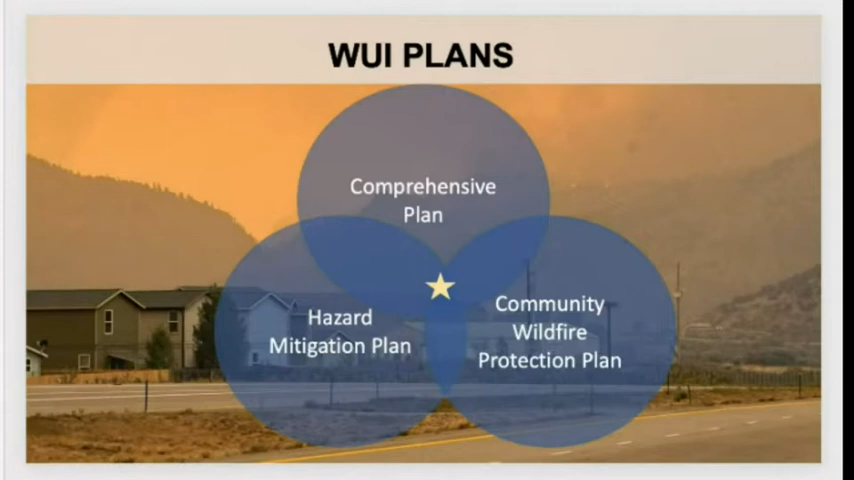 WUI PLANS
Comprehensive
Plan
Hazard
Mitigation Plan
Community
Wildfire
Protection Plan